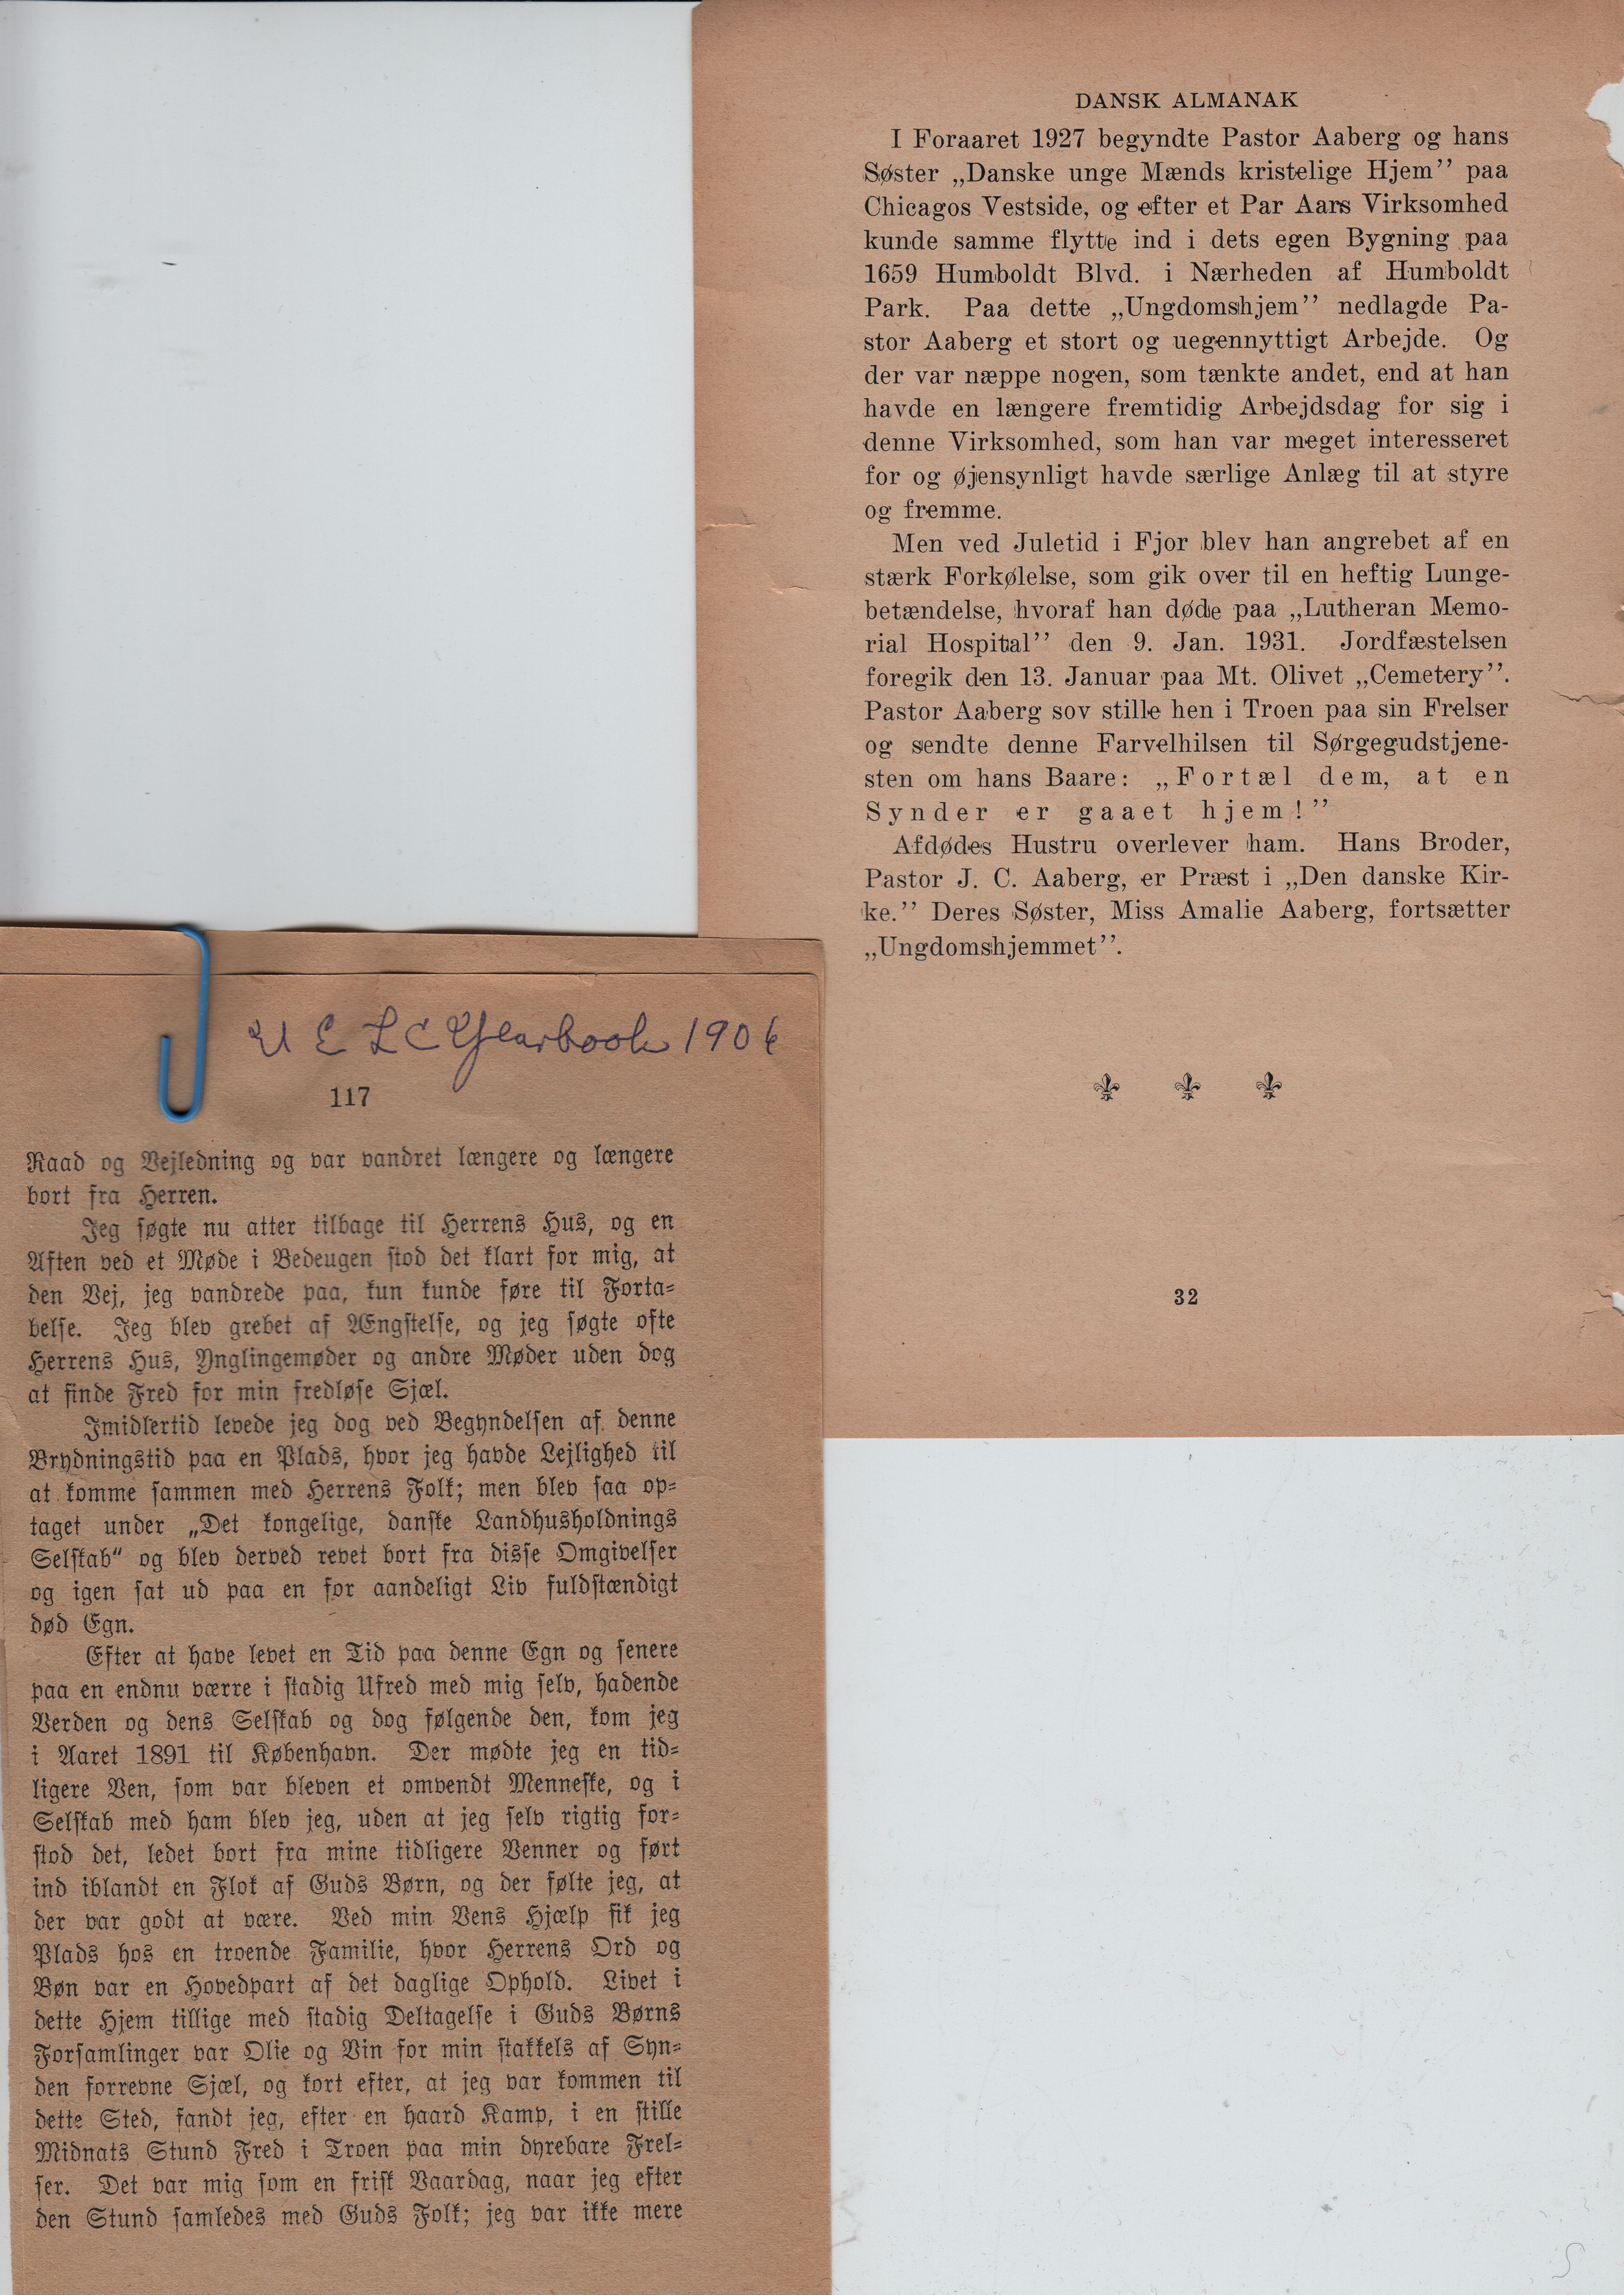 DANSK ALMANAK
I Foraaret 1927 begyndte Pastor Aaberg og hans
Søster „Danske unge Mænds kristelige Hjem” paa
Chicagos Vestside, og efter et Par Aars Virksomhed
kunde samme flytte ind i dets egen Bygning paa
1659 Humboldt Blvd. i Nærheden af Humboldt
Park. Paa dette „Ungdomshjem” nedlagde Pa-
stor Aaberg et stort og uegennyttigt Arbejde. Og
der var næppe nogen, som tænkte andet, end at han
havde en længere fremtidig Arbejdsdag for sig i
denne Virksomhed, som han var meget interesseret
for og øjensynligt havde særlige Anlæg til at styre
og fremme.
Men ved Juletid i Fjor blev han angrebet af en
stærk Forkølelse, som gik over til en heftig Lunge-
betændelse, hvoraf han døde paa „Lutheran Memo-
rial Hospital” den 9. Jan. 1931. Jordfæstelsen
foregik den 13. Januar paa Mt. Olivet „Cemetery”.
Pastor Aaberg sov stille hen i Troen paa sin Frelser
og sendte denne Farvelhilsen til Sørgegudstjene-
sten om hans Baare: „Fortæl dem, at en
Synder er gaaet hjem!”
Afdødes Hustru overlever ham. Hans Broder,
Pastor J. C. Aaberg, er Præst i „Den danske Kir-
ke.” Deres Søster, Miss Amalie Aaberg, fortsætter
„Ungdomshjemmet”.
32
U E L C Yearbook 1906
117
Raad og Vejledning og var vandret længere og længere
bort fra Herren.
Jeg søgte nu atter tilbage til Herrens Hus, og en
Aften ved et Møde i Bedeugen stod det klart for mig, at
den Vej, jeg vandrede paa, kun kunde føre til Forta-
belse. Jeg blev grebet af Ængstelse, og jeg søgte ofte
Herrens Hus, Ynglingemøder og andre Møder uden dog
at finde Fred for min fredløse Sjæl.
Imidlertid levede jeg dog ved Begyndelsen af denne
Brydningstid paa en Plads, hvor jeg havde Lejlighed til
at komme sammen med Herrens Folk; men blev saa op-
taget under „Det kongelige, danske Landhusholdnings
Selskab“ og blev derved revet bort fra disse Omgivelser
og igen sat ud paa en for aandeligt Liv fuldstændigt
død Egn.
Efter at have levet en Tid paa denne Egn og senere
paa en endnu værre i stadig Ufred med mig selv, hadende
Verden og dens Selskab og dog følgende den, kom jeg
i Aaret 1891 til København. Der mødte jeg en tid-
ligere Ven, som var bleven et omvendt Menneske, og i
Selskab med ham blev jeg, uden at jeg selv rigtig for-
stod det, ledet bort fra mine tidligere Venner og ført
ind iblandt en Flok af Guds Børn, og der følte jeg, at
der var godt at være. Ved min Vens Hjælp fik jeg
Plads hos en troende Familie, hvor Herrens Ord og
Bøn var en Hovedpart af det daglige Ophold. Livet i
dette Hjem tillige med stadig Deltagelse i Guds Børns
Forsamlinger var Olie og Vin for min stakkels af Syn-
den forrevne Sjæl, og kort efter, at jeg var kommen til
dette Sted, fandt jeg, efter en haard Kamp, i en stille
Midnats Stund Fred i Troen paa min dyrebare Frel-
ser. Det var mig som en frisk Vaardag, naar jeg efter
den Stund samledes med Guds Folk; jeg var ikke mere